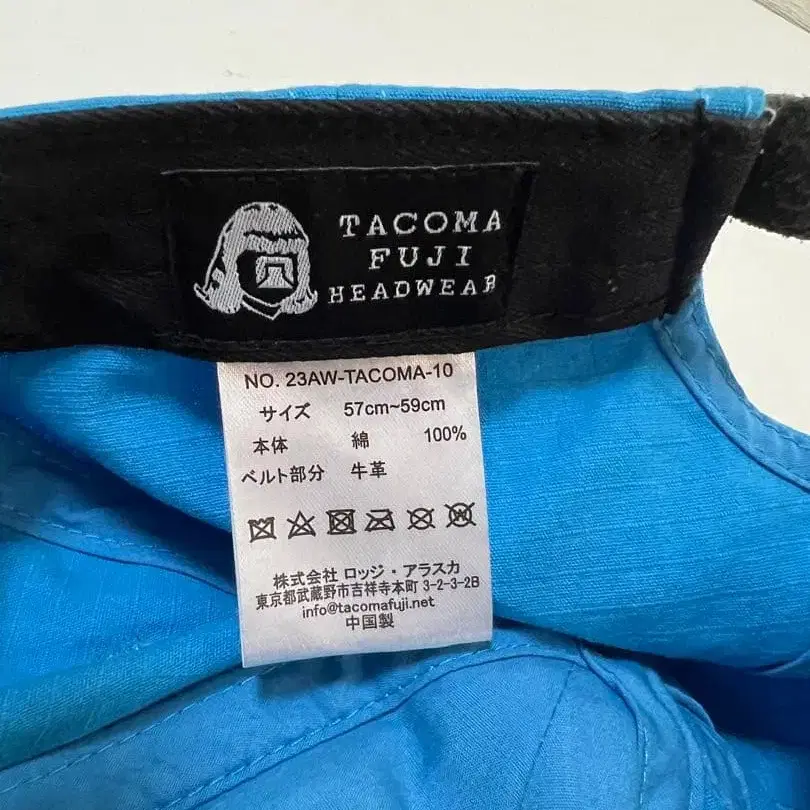 TACOMA
FUJI
HEADWEAR
NO. 23AW-TACOMA-10
サイズ 57cm~59cm
本体 綿 100%
ベルト部分 牛革
株式会社 ロッジ・アラスカ
東京都武蔵野市吉祥寺本町 3-2-3-2B
info@tacomafuji.net
中国製